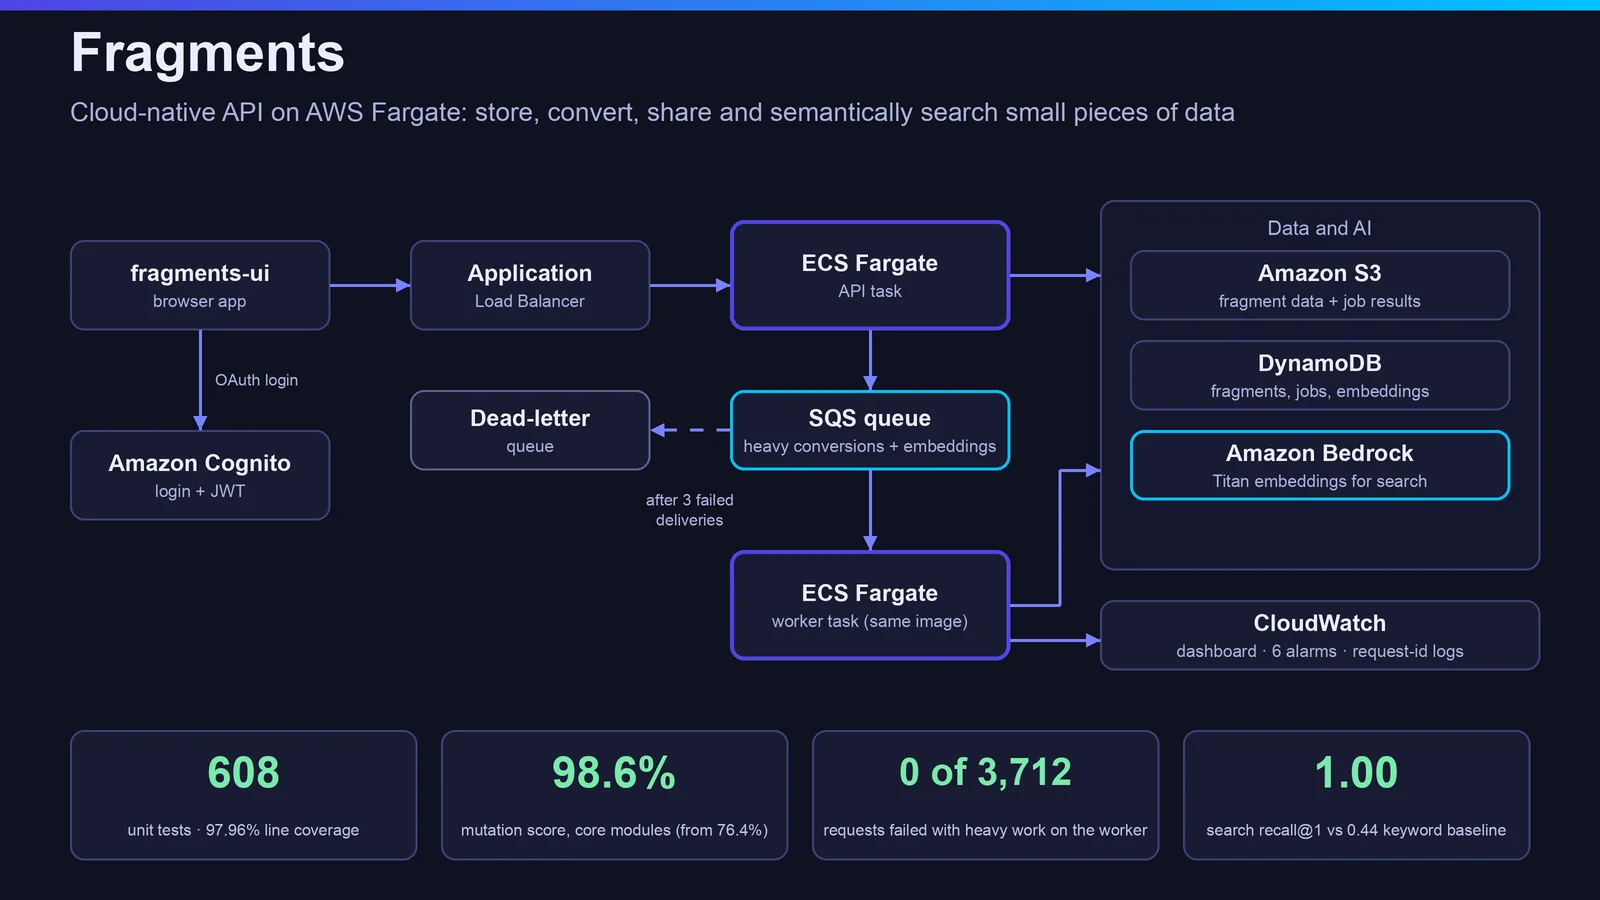 Fragments
Cloud-native API on AWS Fargate: store, convert, share and semantically search small pieces of data
fragments-ui
browser app
Application
Load Balancer
ECS Fargate
API task
Data and AI
Amazon S3
fragment data + job results
DynamoDB
fragments, jobs, embeddings
Amazon Bedrock
Titan embeddings for search
OAuth login
Dead-letter
queue
SQS queue
heavy conversions + embeddings
Amazon Cognito
login + JWT
after 3 failed
deliveries
ECS Fargate
worker task (same image)
CloudWatch
dashboard · 6 alarms · request-id logs
608
unit tests · 97.96% line coverage
98.6%
mutation score, core modules (from 76.4%)
0 of 3,712
requests failed with heavy work on the worker
1.00
search recall@1 vs 0.44 keyword baseline